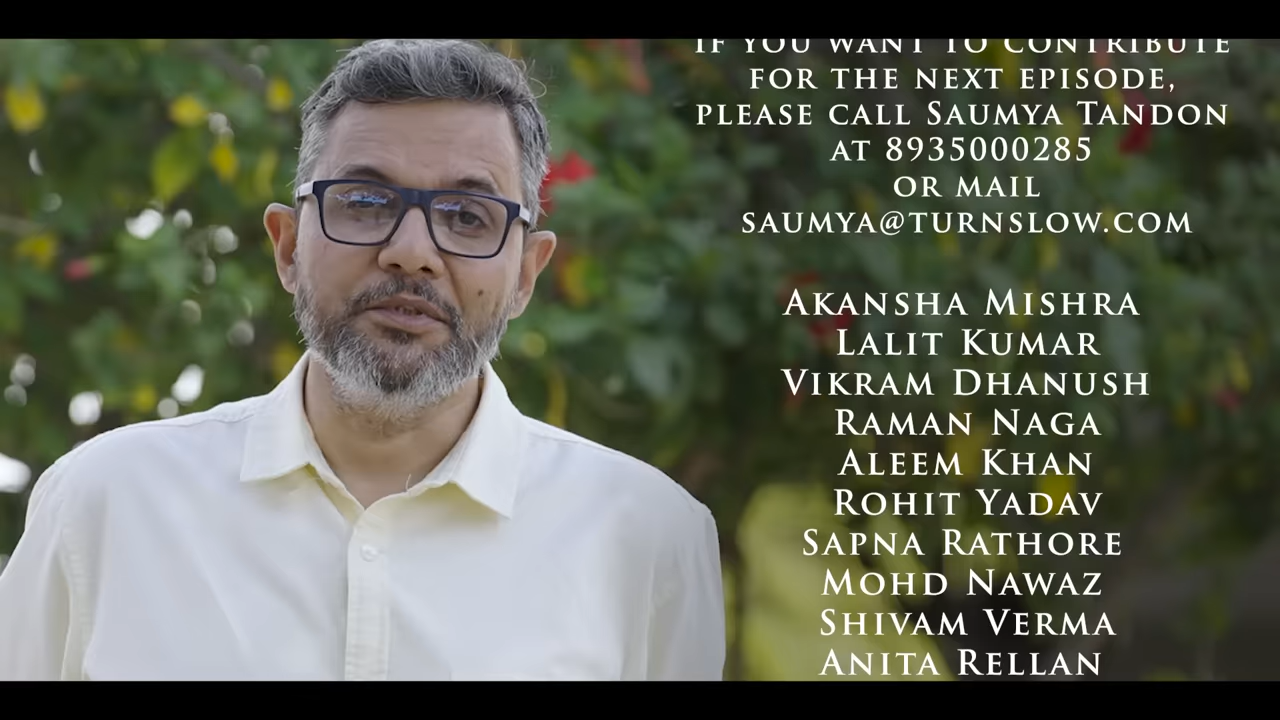 IF YOU WANT TO CONTRIBUTE
FOR THE NEXT EPISODE,
PLEASE CALL SAUMYA TANDON
AT 8935000285
OR MAIL
SAUMYA@TURNSLOW.COM
AKANSHA MISHRA
LALIT KUMAR
VIKRAM DHANUSH
RAMAN NAGA
ALEEM KHAN
ROHIT YADAV
SAPNA RATHORE
MOHD NAWAZ
SHIVAM VERMA
ANITA RELLAN